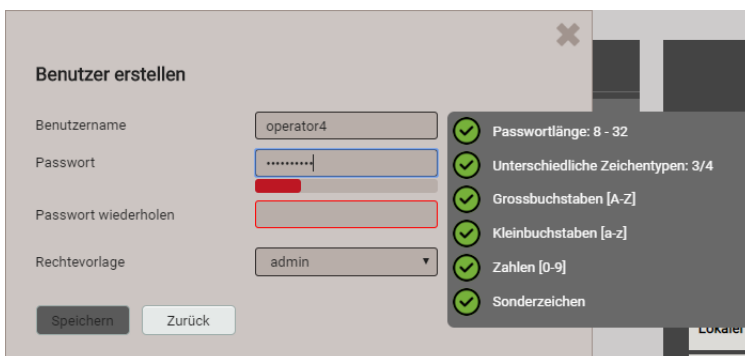 Benutzer erstellen
Benutzername
operator4
Passwort
••••••••••
Passwort wiederholen
Rechtevorlage
admin
Speichern
Zurück
Passwortlänge: 8 - 32
Unterschiedliche Zeichentypen: 3/4
Grossbuchstaben [A-Z]
Kleinbuchstaben [a-z]
Zahlen [0-9]
Sonderzeichen